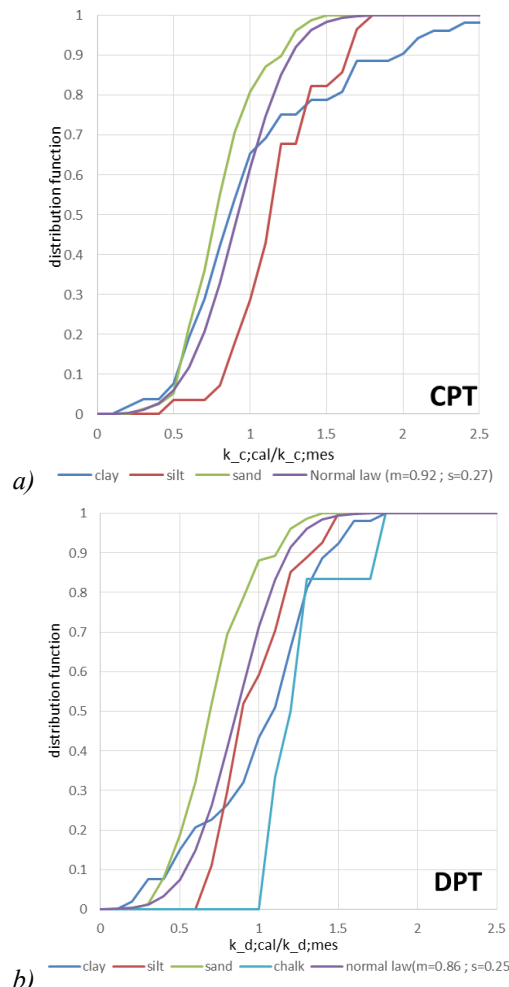 1
0.9
0.8
0.7
0.6
0.5
0.4
0.3
0.2
0.1
0
distribution function
CPT
0 0.5 1 1.5 2 2.5
k_c;cal/k_c;mes
a) clay silt sand Normal law (m=0.92 ; s=0.27)
1
0.9
0.8
0.7
0.6
0.5
0.4
0.3
0.2
0.1
0
distribution function
DPT
0 0.5 1 1.5 2 2.5
k_d;cal/k_d;mes
b) clay silt sand chalk normal law(m=0.86 ; s=0.25